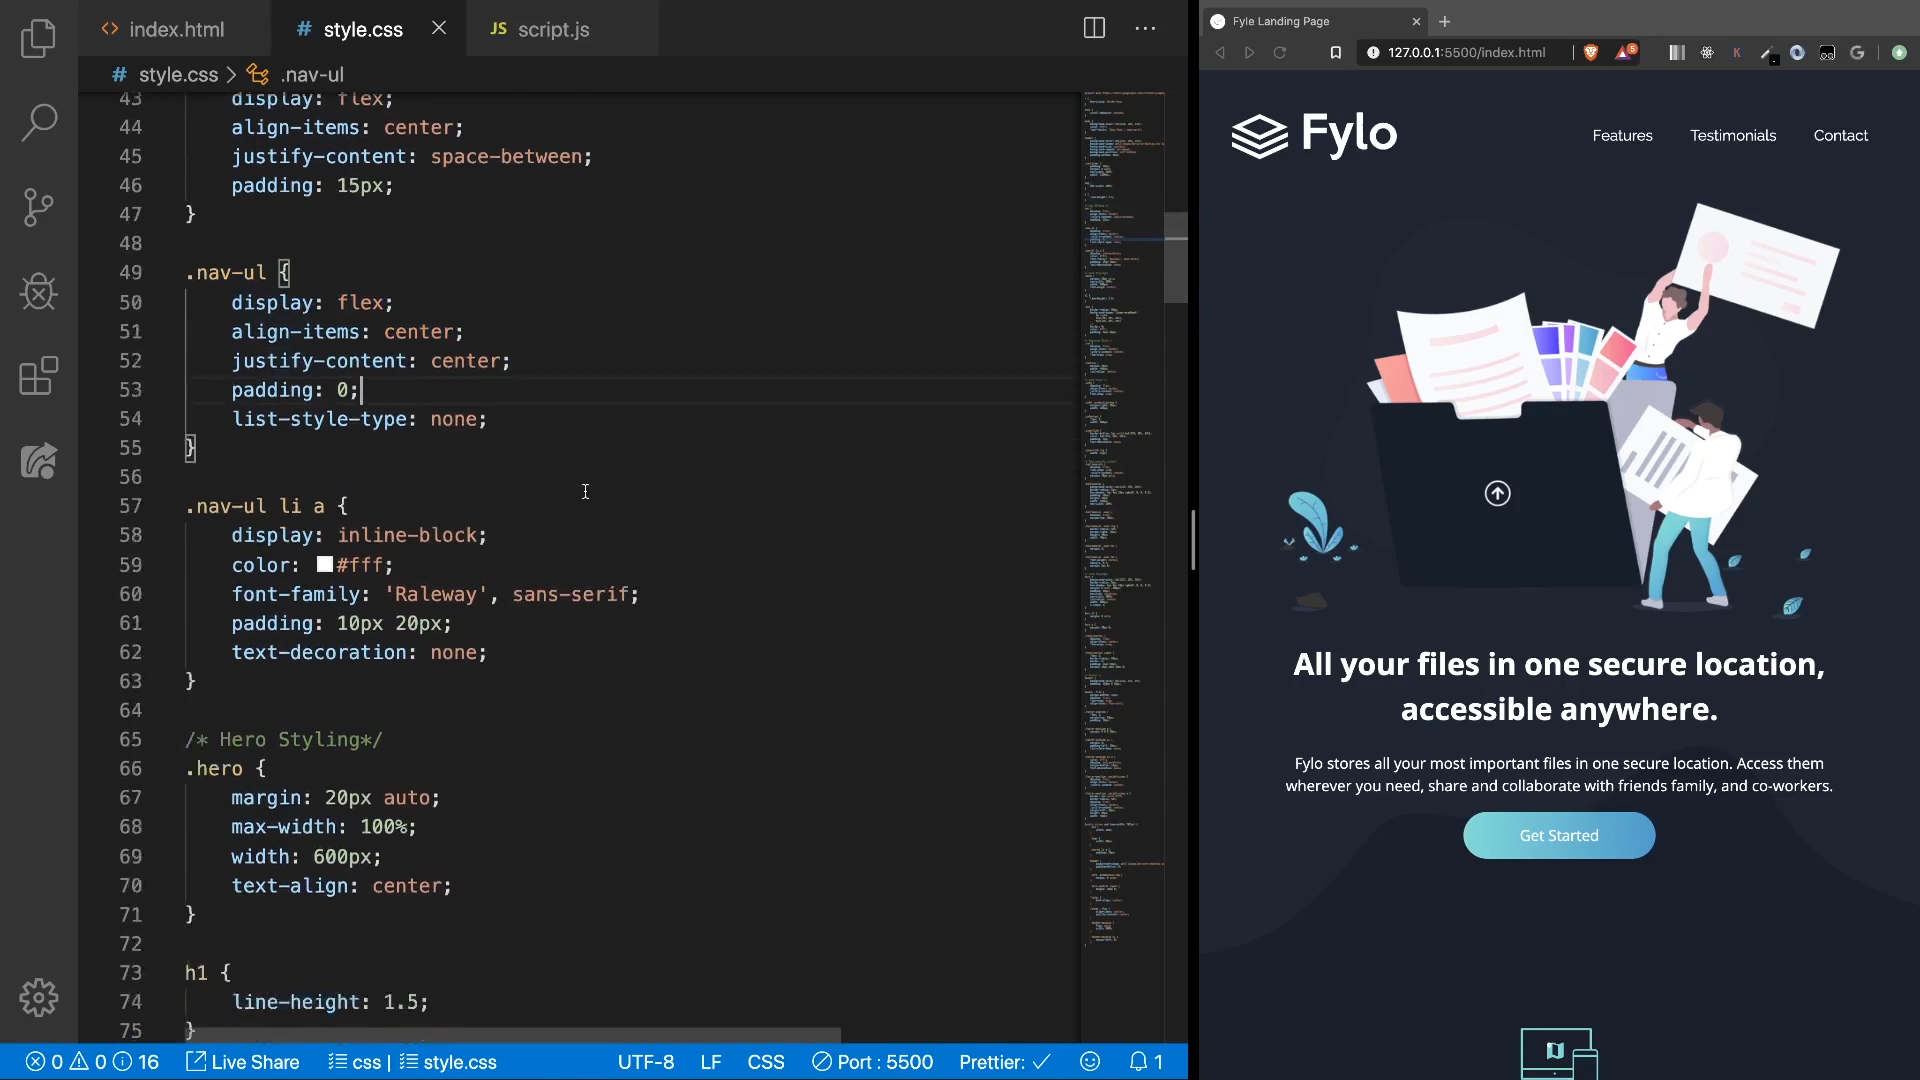 index.html
style.css
JS script.js
# style.css > .nav-ul
43 display: flex;
44 align-items: center;
45 justify-content: space-between;
46 padding: 15px;
47 }
48
49 .nav-ul {
50 display: flex;
51 align-items: center;
52 justify-content: center;
53 padding: 0;
54 list-style-type: none;
55 }
56
57 .nav-ul li a {
58 display: inline-block;
59 color: #fff;
60 font-family: 'Raleway', sans-serif;
61 padding: 10px 20px;
62 text-decoration: none;
63 }
64
65 /* Hero Styling*/
66 .hero {
67 margin: 20px auto;
68 max-width: 100%;
69 width: 600px;
70 text-align: center;
71 }
72
73 h1 {
74 line-height: 1.5;
75 }
0 0 16 Live Share css | style.css UTF-8 LF CSS Port : 5500 Prettier: ✓ 1
Fyle Landing Page
127.0.0.1:5500/index.html
5
Fylo
Features Testimonials Contact
All your files in one secure location,
accessible anywhere.
Fylo stores all your most important files in one secure location. Access them
wherever you need, share and collaborate with friends family, and co-workers.
Get Started